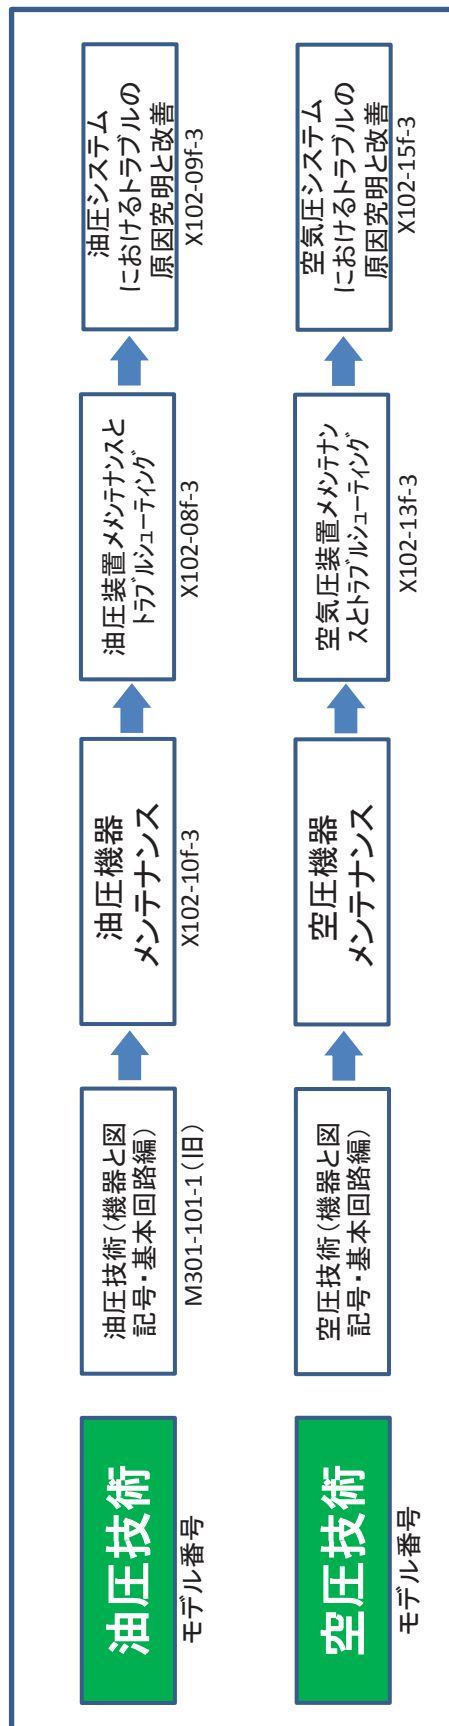 油圧技術
モデル番号
油圧技術（機器と図
記号・基本回路編）
M301-101-1（旧）
油圧機器
メンテナンス
X102-10f-3
油圧装置メメンテナンスと
トラブルシューティング
X102-08f-3
油圧システム
におけるトラブルの
原因究明と改善
X102-09f-3
空圧技術
モデル番号
空圧技術（機器と図
記号・基本回路編）
空圧機器
メンテナンス
空気圧装置メメンテナン
スとトラブルシューティング
X102-13f-3
空気圧システム
におけるトラブルの
原因究明と改善
X102-15f-3